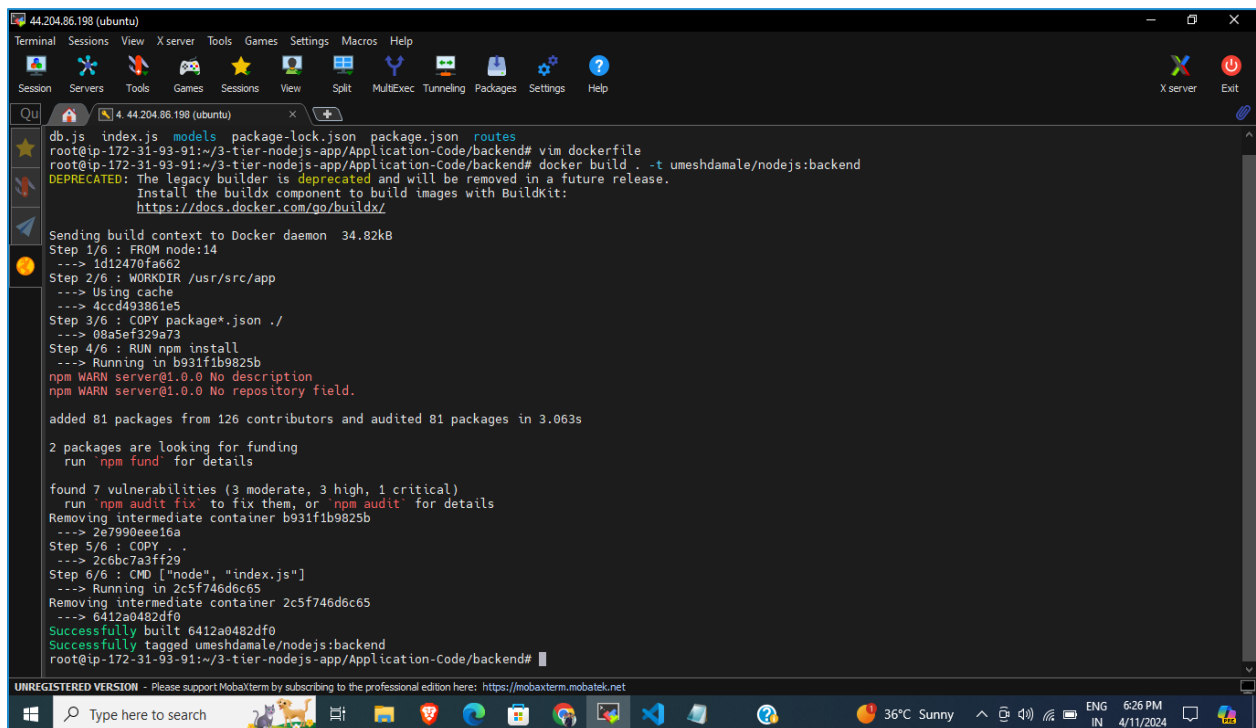 44.204.86.198 (ubuntu)
Terminal Sessions View X server Tools Games Settings Macros Help
Session Servers Tools Games Sessions View Split MultiExec Tunneling Packages Settings Help X server Exit
Qu 4. 44.204.86.198 (ubuntu)
db.js index.js models package-lock.json package.json routes
root@ip-172-31-93-91:~/3-tier-nodejs-app/Application-Code/backend# vim dockerfile
root@ip-172-31-93-91:~/3-tier-nodejs-app/Application-Code/backend# docker build . -t umeshdamale/nodejs:backend
DEPRECATED: The legacy builder is deprecated and will be removed in a future release.
Install the buildx component to build images with BuildKit:
https://docs.docker.com/go/buildx/
Sending build context to Docker daemon 34.82kB
Step 1/6 : FROM node:14
---> 1d12470fa662
Step 2/6 : WORKDIR /usr/src/app
---> Using cache
---> 4ccd493861e5
Step 3/6 : COPY package*.json ./
---> 08a5ef329a73
Step 4/6 : RUN npm install
---> Running in b931f1b9825b
npm WARN server@1.0.0 No description
npm WARN server@1.0.0 No repository field.
added 81 packages from 126 contributors and audited 81 packages in 3.063s
2 packages are looking for funding
run `npm fund` for details
found 7 vulnerabilities (3 moderate, 3 high, 1 critical)
run `npm audit fix` to fix them, or `npm audit` for details
Removing intermediate container b931f1b9825b
---> 2e7990eee16a
Step 5/6 : COPY . .
---> 2c6bc7a3ff29
Step 6/6 : CMD ["node", "index.js"]
---> Running in 2c5f746d6c65
Removing intermediate container 2c5f746d6c65
---> 6412a0482df0
Successfully built 6412a0482df0
Successfully tagged umeshdamale/nodejs:backend
root@ip-172-31-93-91:~/3-tier-nodejs-app/Application-Code/backend#
UNREGISTERED VERSION - Please support MobaXterm by subscribing to the professional edition here: https://mobaxterm.mobatek.net
Type here to search 36°C Sunny ENG 6:26 PM
IN 4/11/2024